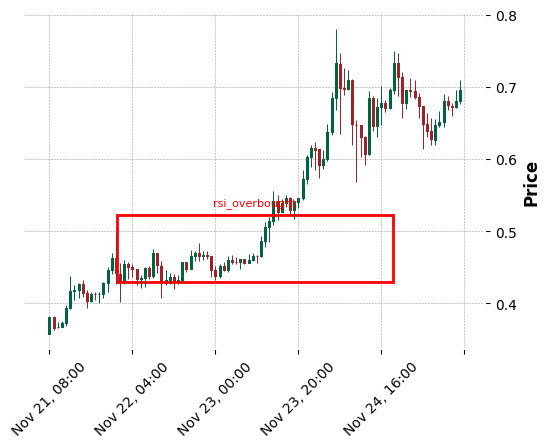 0.8
0.7
rsi_overbought
0.6
0.5
0.4
Price
Nov 21, 08:00
Nov 22, 04:00
Nov 23, 00:00
Nov 23, 20:00
Nov 24, 16:00